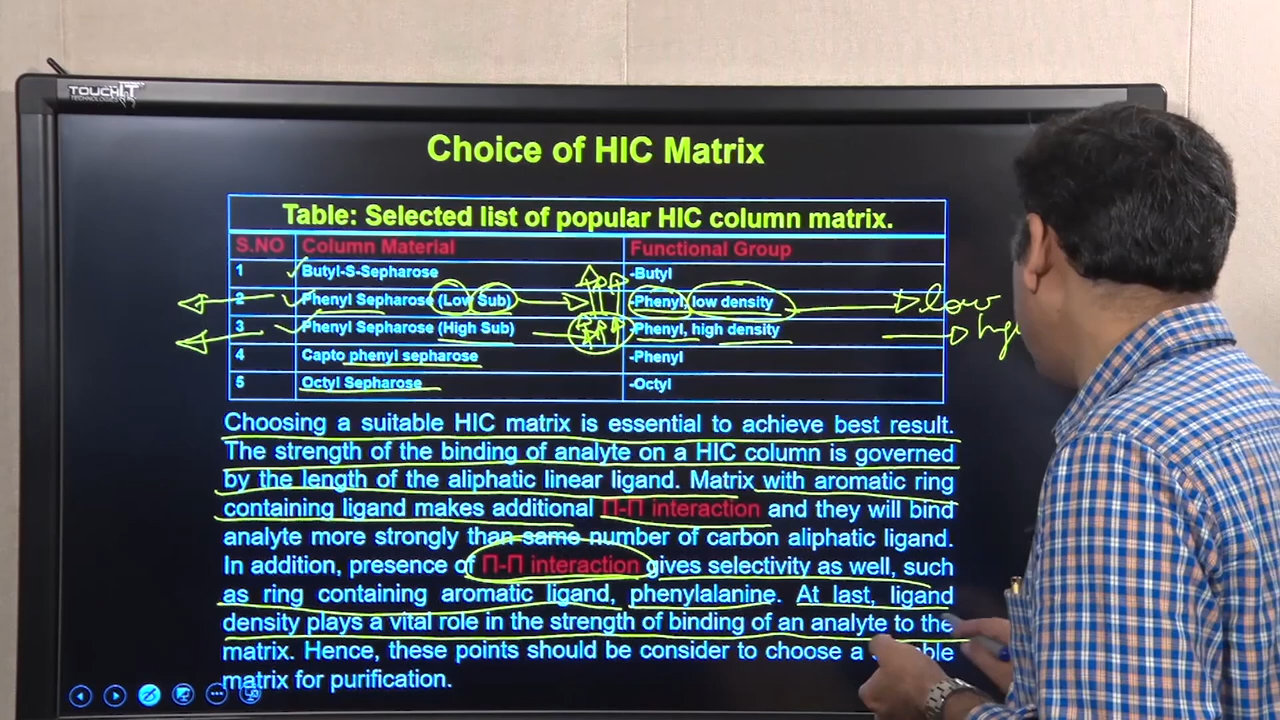 TOUCHIT
TECHNOLOGIES
Choice of HIC Matrix
Table: Selected list of popular HIC column matrix.
S.NO Column Material Functional Group
1 Butyl-S-Sepharose -Butyl
2 Phenyl Sepharose (Low Sub) -Phenyl, low density low
3 Phenyl Sepharose (High Sub) -Phenyl, high density
4 Capto phenyl sepharose -Phenyl
5 Octyl Sepharose -Octyl
Choosing a suitable HIC matrix is essential to achieve best result.
The strength of the binding of analyte on a HIC column is governed
by the length of the aliphatic linear ligand. Matrix with aromatic ring
containing ligand makes additional Π-Π interaction and they will bind
analyte more strongly than same number of carbon aliphatic ligand.
In addition, presence of Π-Π interaction gives selectivity as well, such
as ring containing aromatic ligand, phenylalanine. At last, ligand
density plays a vital role in the strength of binding of an analyte to the
matrix. Hence, these points should be consider to choose a
matrix for purification.